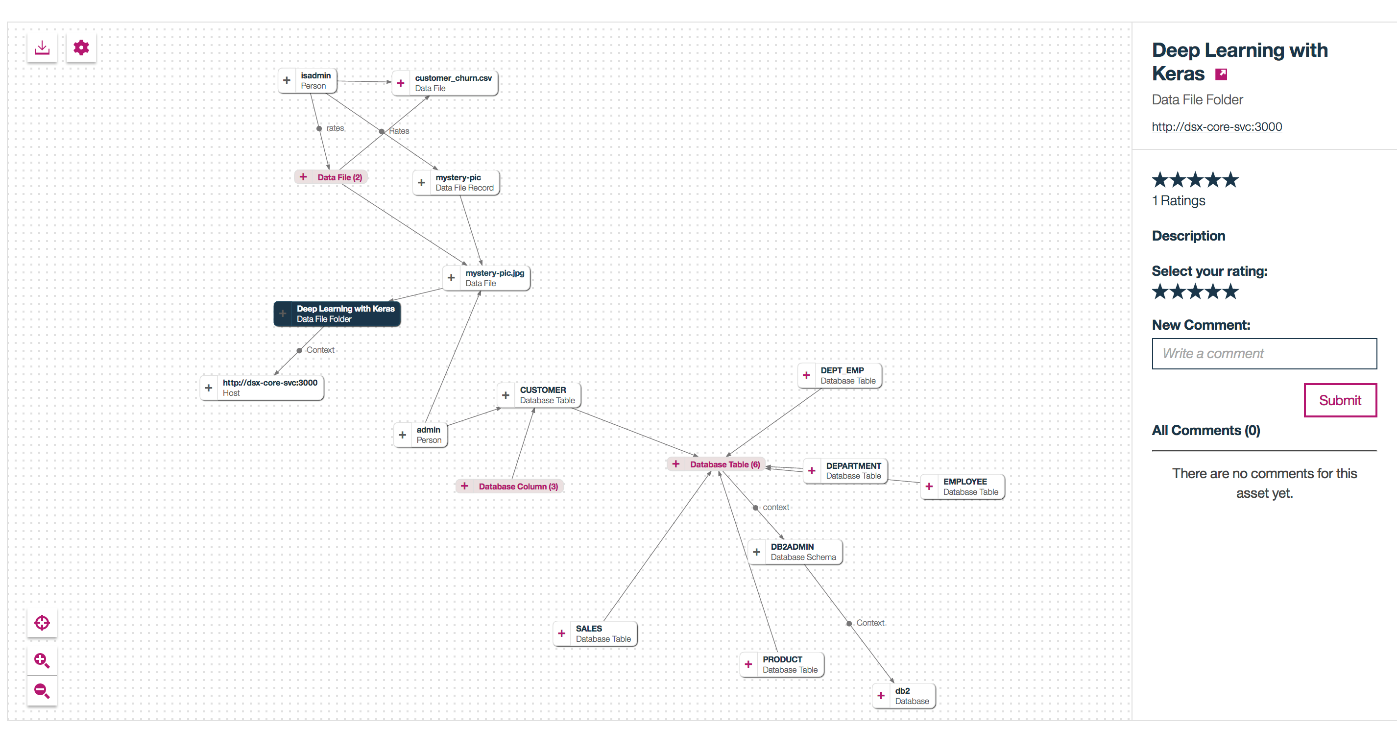 isadmin
Person
customer_churn.csv
Data File
rates
Rates
Data File (2)
mystery-pic
Data File Record
mystery-pic.jpg
Data File
Deep Learning with Keras
Data File Folder
Context
http://dsx-core-svc:3000
Host
CUSTOMER
Database Table
DEPT_EMP
Database Table
admin
Person
Database Column (3)
Database Table (6)
DEPARTMENT
Database Table
EMPLOYEE
Database Table
context
DB2ADMIN
Database Schema
SALES
Database Table
Context
PRODUCT
Database Table
db2
Database
Deep Learning with
Keras
Data File Folder
http://dsx-core-svc:3000
1 Ratings
Description
Select your rating:
New Comment:
Write a comment
Submit
All Comments (0)
There are no comments for this
asset yet.